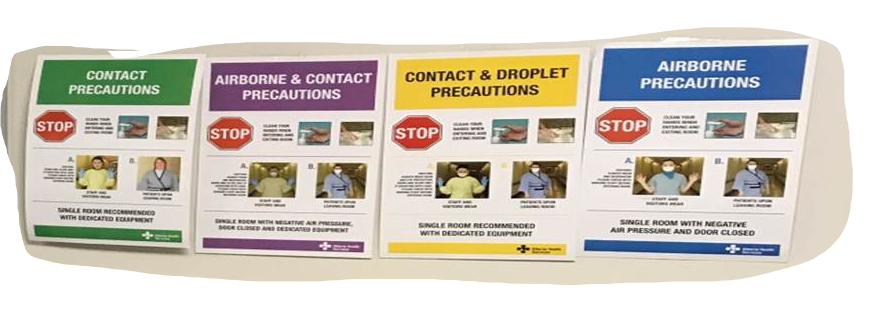 CONTACT
PRECAUTIONS
STOP
CLEAN YOUR
HANDS WHEN
ENTERING AND
EXITING ROOM
A.
B.
STAFF AND
VISITORS WEAR
PATIENTS UPON
LEAVING ROOM
SINGLE ROOM RECOMMENDED
WITH DEDICATED EQUIPMENT
Alberta Health
Services
AIRBORNE & CONTACT
PRECAUTIONS
STOP
CLEAN YOUR
HANDS WHEN
ENTERING AND
EXITING ROOM
A.
B.
STAFF AND
VISITORS WEAR
PATIENTS UPON
LEAVING ROOM
SINGLE ROOM WITH NEGATIVE AIR PRESSURE,
DOOR CLOSED AND DEDICATED EQUIPMENT
Alberta Health
Services
CONTACT & DROPLET
PRECAUTIONS
STOP
CLEAN YOUR
HANDS WHEN
ENTERING AND
EXITING ROOM
STAFF AND
VISITORS WEAR
PATIENTS UPON
LEAVING ROOM
SINGLE ROOM RECOMMENDED
WITH DEDICATED EQUIPMENT
Alberta Health
Services
AIRBORNE
PRECAUTIONS
STOP
CLEAN YOUR
HANDS WHEN
ENTERING AND
EXITING ROOM
A.
B.
STAFF AND
VISITORS WEAR
PATIENTS UPON
LEAVING ROOM
SINGLE ROOM WITH NEGATIVE
AIR PRESSURE AND DOOR CLOSED
Alberta Health
Services